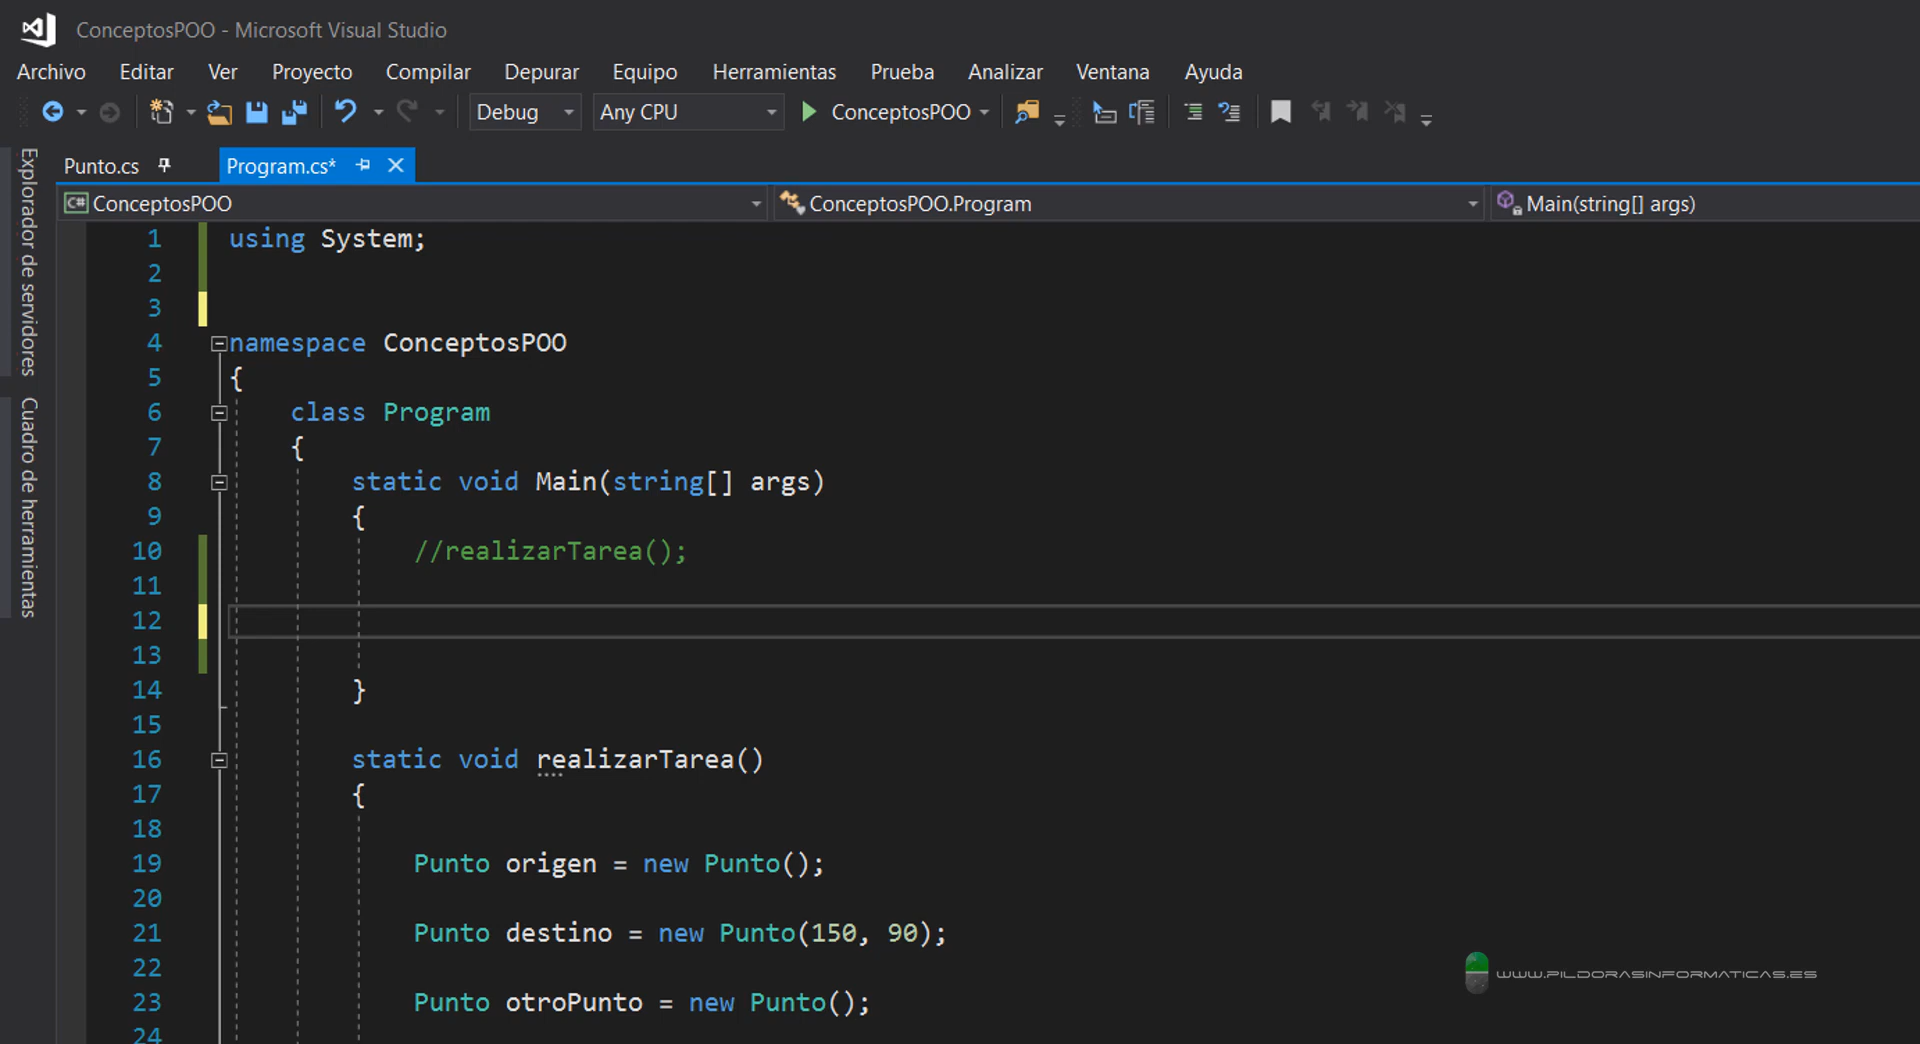 ConceptosPOO - Microsoft Visual Studio
Archivo Editar Ver Proyecto Compilar Depurar Equipo Herramientas Prueba Analizar Ventana Ayuda
Debug Any CPU ConceptosPOO
Explorador de servidores
Cuadro de herramientas
Punto.cs Program.cs*
C# ConceptosPOO ConceptosPOO.Program Main(string[] args)
1 using System;
2
3
4 namespace ConceptosPOO
5 {
6 class Program
7 {
8 static void Main(string[] args)
9 {
10 //realizarTarea();
11
12
13
14 }
15
16 static void realizarTarea()
17 {
18
19 Punto origen = new Punto();
20
21 Punto destino = new Punto(150, 90);
22
23 Punto otroPunto = new Punto();
24
WWW.PILDORASINFORMATICAS.ES